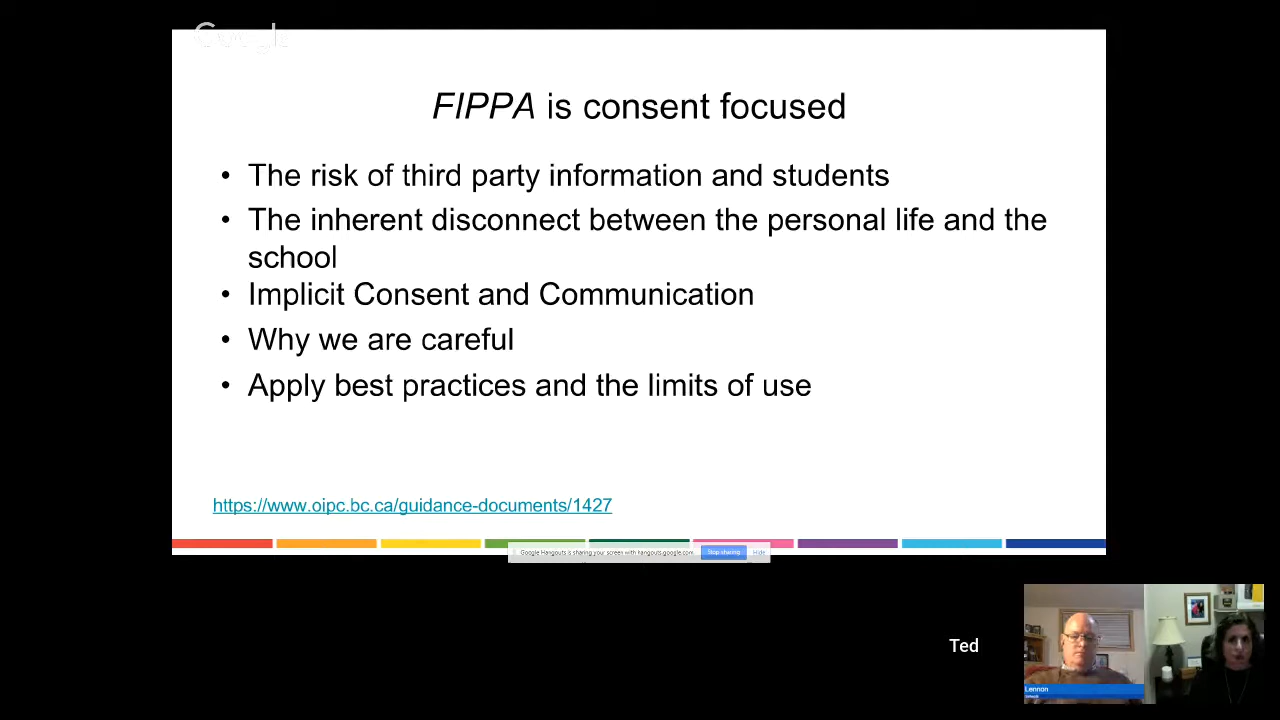 Google
FIPPA is consent focused
• The risk of third party information and students
• The inherent disconnect between the personal life and the
school
• Implicit Consent and Communication
• Why we are careful
• Apply best practices and the limits of use
https://www.oipc.bc.ca/guidance-documents/1427
Google Hangouts is sharing your screen with hangouts.google.com. Stop sharing Hide
Ted
Lennon